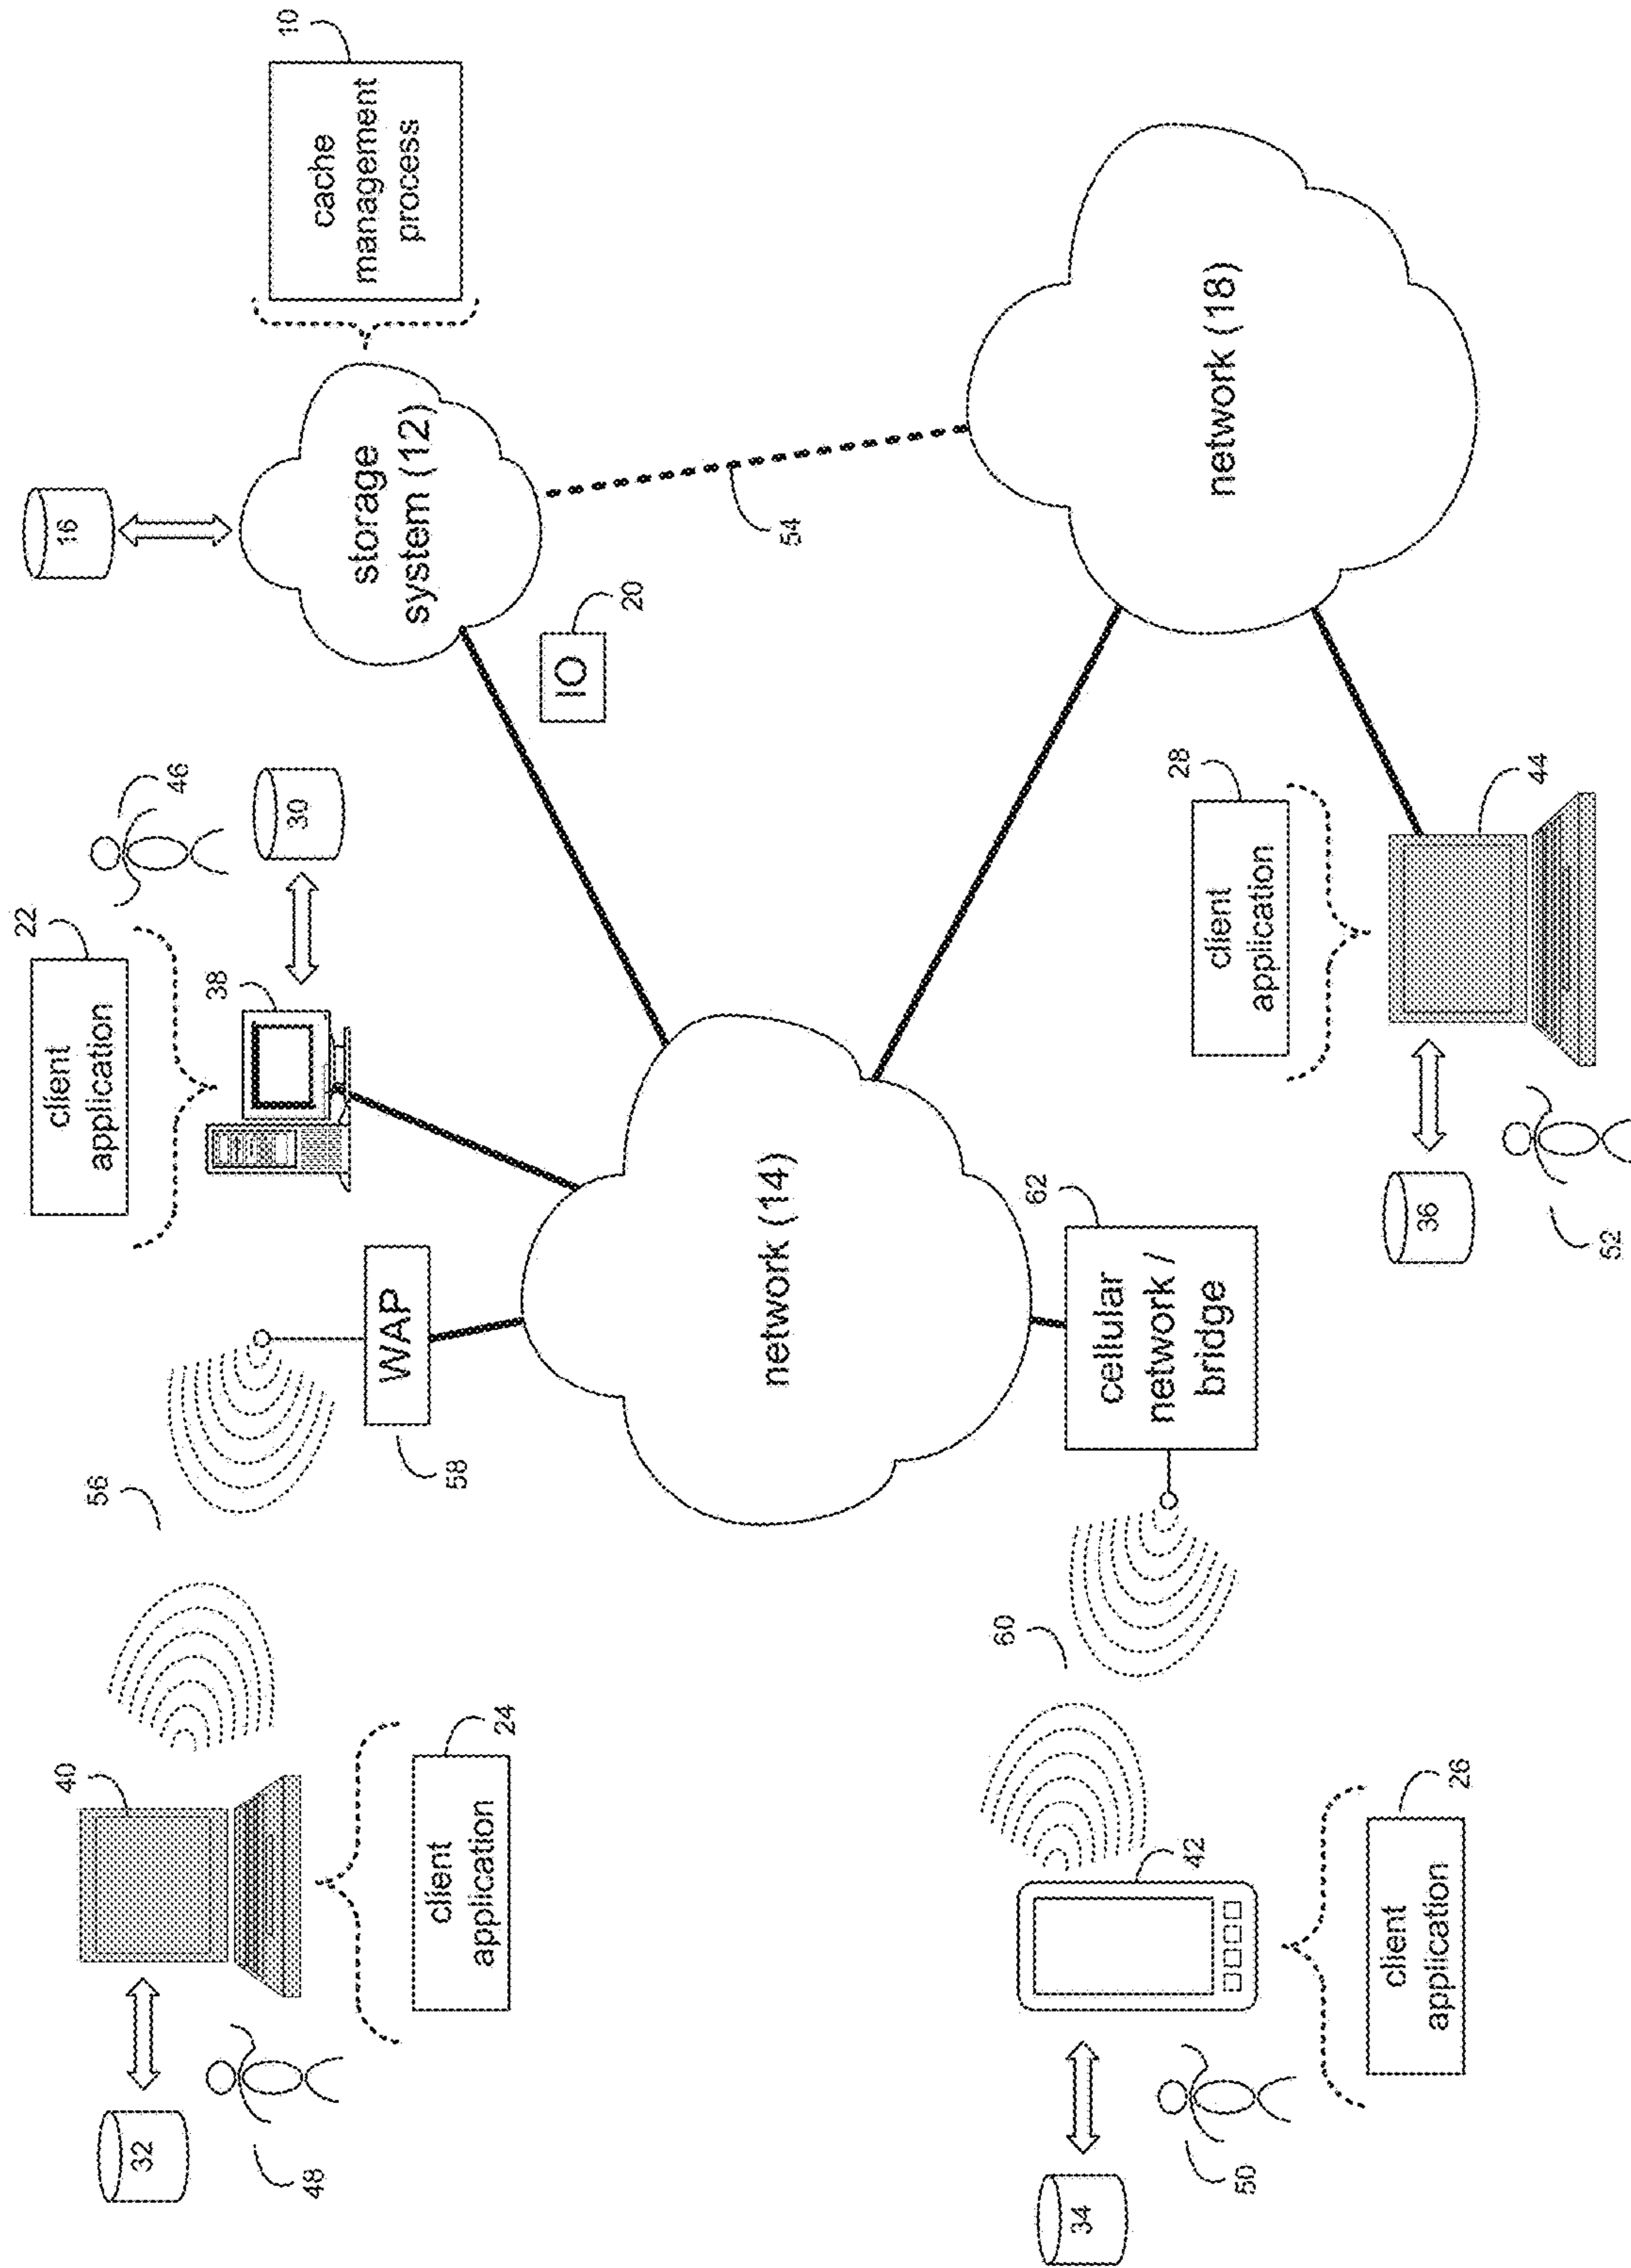 40
56
client
application
22
16
32
46
38
10
30
48
cache
management
process
storage
system (12)
WAP
58
client
application
24
IO
20
54
network (14)
62
60
cellular
network /
bridge
network (18)
34
42
50
28
client
application
client
application
26
36
44
52